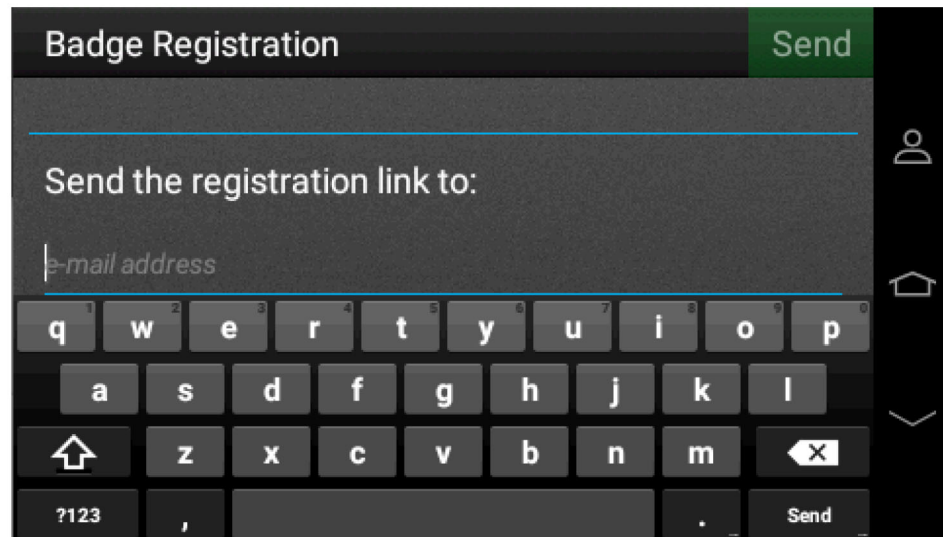 Badge Registration Send
Send the registration link to:
e-mail address
q 1 w 2 e 3 r 4 t 5 y 6 u 7 i 8 o 9 p 0
a s d f g h j k l
z x c v b n m
?123 , . Send